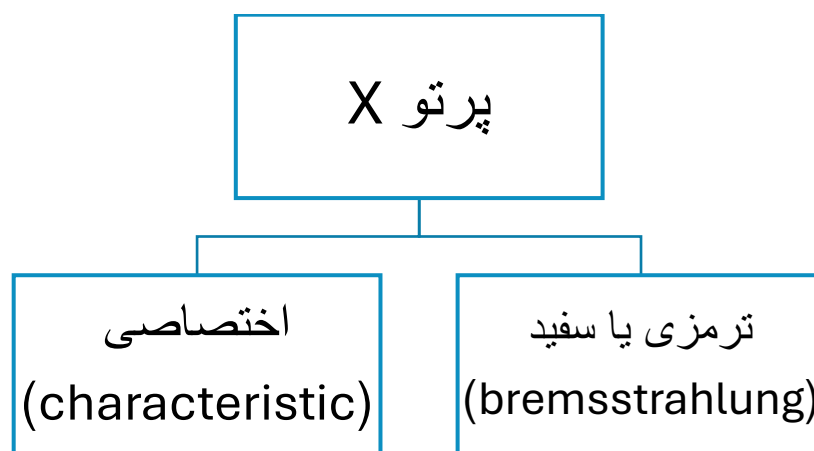 پرتو X
ترمزی یا سفید
(bremsstrahlung)
اختصاصی
(characteristic)